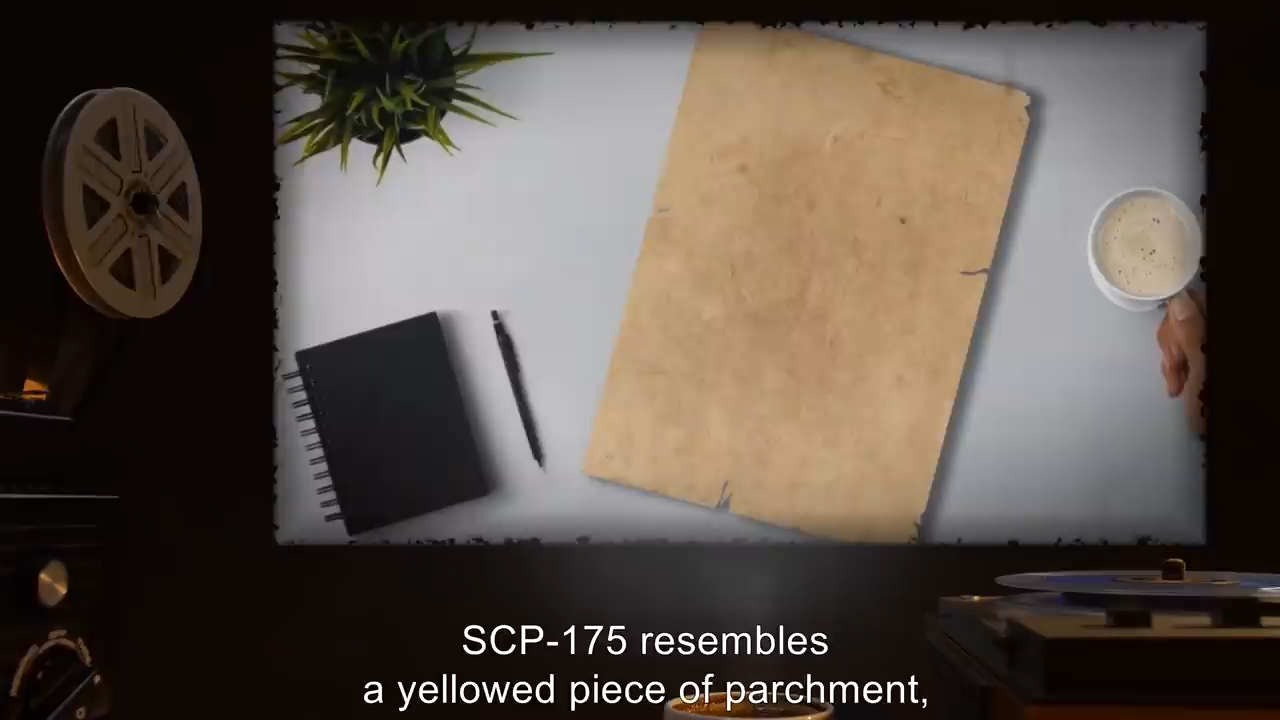 SCP-175 resembles
a yellowed piece of parchment,